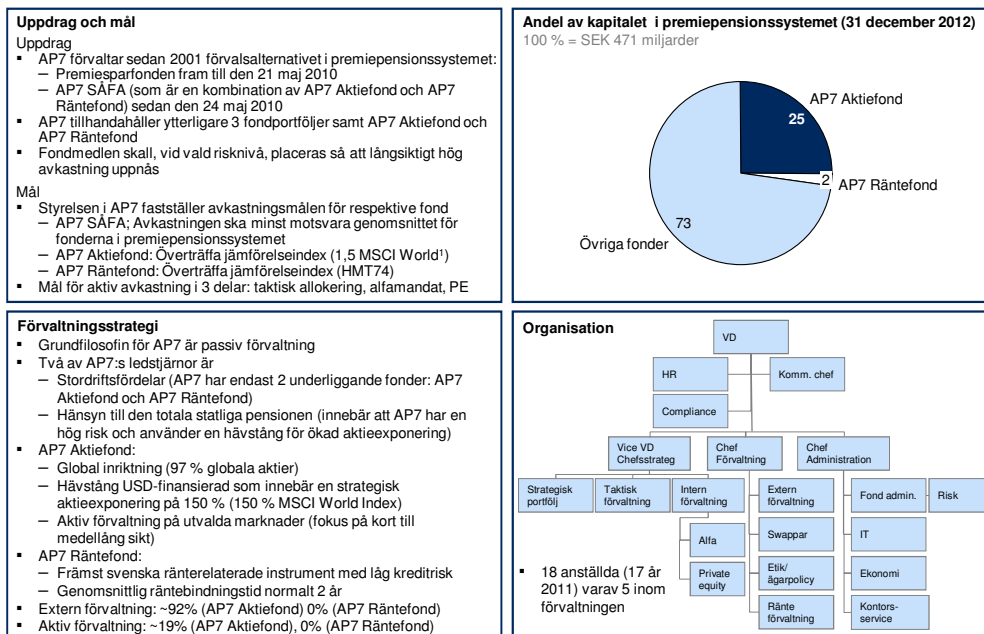 Uppdrag och mål
Uppdrag
▪ AP7 förvaltar sedan 2001 förvalsalternativet i premiepensionssystemet:
– Premiesparfonden fram till den 21 maj 2010
– AP7 SÅFA (som är en kombination av AP7 Aktiefond och AP7
Räntefond) sedan den 24 maj 2010
▪ AP7 tillhandahåller ytterligare 3 fondportföljer samt AP7 Aktiefond och
AP7 Räntefond
▪ Fondmedlen skall, vid vald risknivå, placeras så att långsiktigt hög
avkastning uppnås
Mål
▪ Styrelsen i AP7 fastställer avkastningsmålen för respektive fond
– AP7 SÅFA; Avkastningen ska minst motsvara genomsnittet för
fonderna i premiepensionssystemet
– AP7 Aktiefond: Överträffa jämförelseindex (1,5 MSCI World¹)
– AP7 Räntefond: Överträffa jämförelseindex (HMT74)
▪ Mål för aktiv avkastning i 3 delar: taktisk allokering, alfamandat, PE
Andel av kapitalet i premiepensionssystemet (31 december 2012)
100 % = SEK 471 miljarder
AP7 Aktiefond
25
2
AP7 Räntefond
73
Övriga fonder
Förvaltningsstrategi
▪ Grundfilosofin för AP7 är passiv förvaltning
▪ Två av AP7:s ledstjärnor är
– Stordriftsfördelar (AP7 har endast 2 underliggande fonder: AP7
Aktiefond och AP7 Räntefond)
– Hänsyn till den totala statliga pensionen (innebär att AP7 har en
hög risk och använder en hävstång för ökad aktieexponering)
▪ AP7 Aktiefond:
– Global inriktning (97 % globala aktier)
– Hävstång USD-finansierad som innebär en strategisk
aktieexponering på 150 % (150 % MSCI World Index)
– Aktiv förvaltning på utvalda marknader (fokus på kort till
medellång sikt)
▪ AP7 Räntefond:
– Främst svenska ränterelaterade instrument med låg kreditrisk
– Genomsnittlig räntebindningstid normalt 2 år
▪ Extern förvaltning: ~92% (AP7 Aktiefond) 0% (AP7 Räntefond)
▪ Aktiv förvaltning: ~19% (AP7 Aktiefond), 0% (AP7 Räntefond)
Organisation
VD
HR
Komm. chef
Compliance
Vice VD
Chefsstrateg
Chef
Förvaltning
Chef
Administration
Strategisk
portfölj
Taktisk
förvaltning
Intern
förvaltning
Extern
förvaltning
Fond admin.
Risk
Alfa
Swappar
IT
Private
equity
Etik/
ägarpolicy
Ekonomi
Ränte
förvaltning
Kontors-
service
▪ 18 anställda (17 år
2011) varav 5 inom
förvaltningen